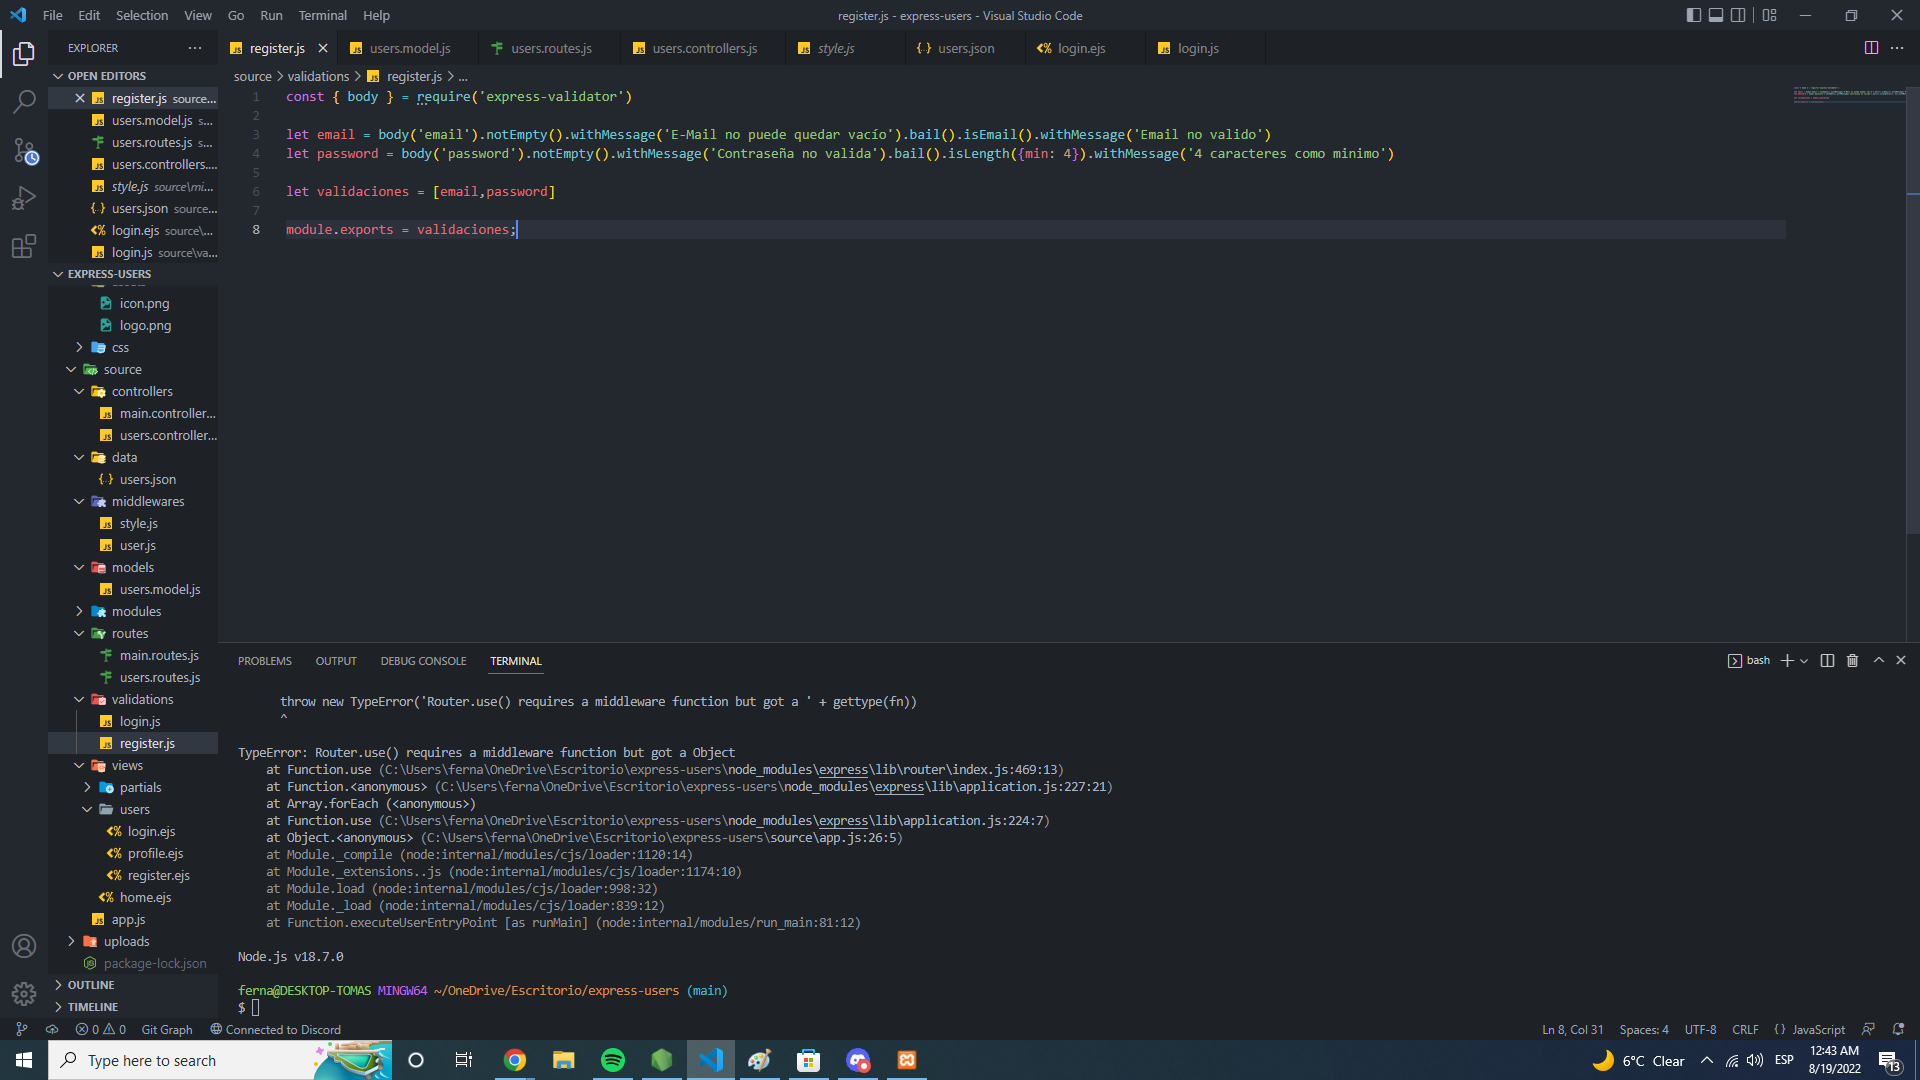 File Edit Selection View Go Run Terminal Help
register.js - express-users - Visual Studio Code
EXPLORER
register.js
users.model.js
users.routes.js
users.controllers.js
style.js
users.json
login.ejs
login.js
OPEN EDITORS
register.js source...
users.model.js s...
users.routes.js s...
users.controllers....
style.js source\mi...
users.json source...
login.ejs source\...
login.js source\va...
EXPRESS-USERS
icon.png
logo.png
css
source
controllers
main.controller...
users.controller...
data
users.json
middlewares
style.js
user.js
models
users.model.js
modules
routes
main.routes.js
users.routes.js
validations
login.js
register.js
views
partials
users
login.ejs
profile.ejs
register.ejs
home.ejs
app.js
uploads
package-lock.json
OUTLINE
TIMELINE
source > validations > register.js > ...
1 const { body } = require('express-validator')
2
3 let email = body('email').notEmpty().withMessage('E-Mail no puede quedar vacío').bail().isEmail().withMessage('Email no valido')
4 let password = body('password').notEmpty().withMessage('Contraseña no valida').bail().isLength({min: 4}).withMessage('4 caracteres como minimo')
5
6 let validaciones = [email,password]
7
8 module.exports = validaciones;
PROBLEMS OUTPUT DEBUG CONSOLE TERMINAL
bash
throw new TypeError('Router.use() requires a middleware function but got a ' + gettype(fn))
^
TypeError: Router.use() requires a middleware function but got a Object
at Function.use (C:\Users\ferna\OneDrive\Escritorio\express-users\node_modules\express\lib\router\index.js:469:13)
at Function.<anonymous> (C:\Users\ferna\OneDrive\Escritorio\express-users\node_modules\express\lib\application.js:227:21)
at Array.forEach (<anonymous>)
at Function.use (C:\Users\ferna\OneDrive\Escritorio\express-users\node_modules\express\lib\application.js:224:7)
at Object.<anonymous> (C:\Users\ferna\OneDrive\Escritorio\express-users\source\app.js:26:5)
at Module._compile (node:internal/modules/cjs/loader:1120:14)
at Module._extensions..js (node:internal/modules/cjs/loader:1174:10)
at Module.load (node:internal/modules/cjs/loader:998:32)
at Module._load (node:internal/modules/cjs/loader:839:12)
at Function.executeUserEntryPoint [as runMain] (node:internal/modules/run_main:81:12)
Node.js v18.7.0
ferna@DESKTOP-TOMAS MINGW64 ~/OneDrive/Escritorio/express-users (main)
$
0 0 Git Graph Connected to Discord
Ln 8, Col 31 Spaces: 4 UTF-8 CRLF {} JavaScript
Type here to search
6°C Clear
ESP
12:43 AM
8/19/2022
13